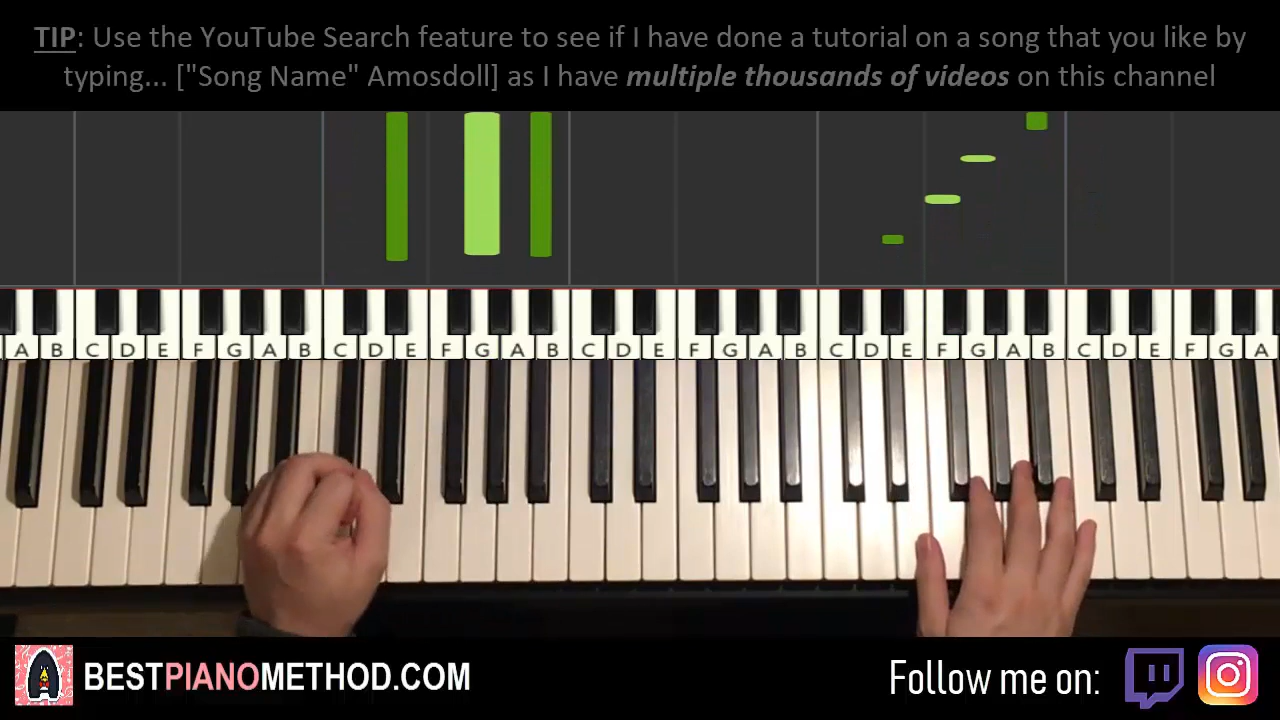 TIP: Use the YouTube Search feature to see if I have done a tutorial on a song that you like by
typing... ["Song Name" Amosdoll] as I have multiple thousands of videos on this channel
A B C D E F G A B C D E F G A B C D E F G A B C D E F G A B C D E F G A
BESTPIANOMETHOD.COM
Follow me on: